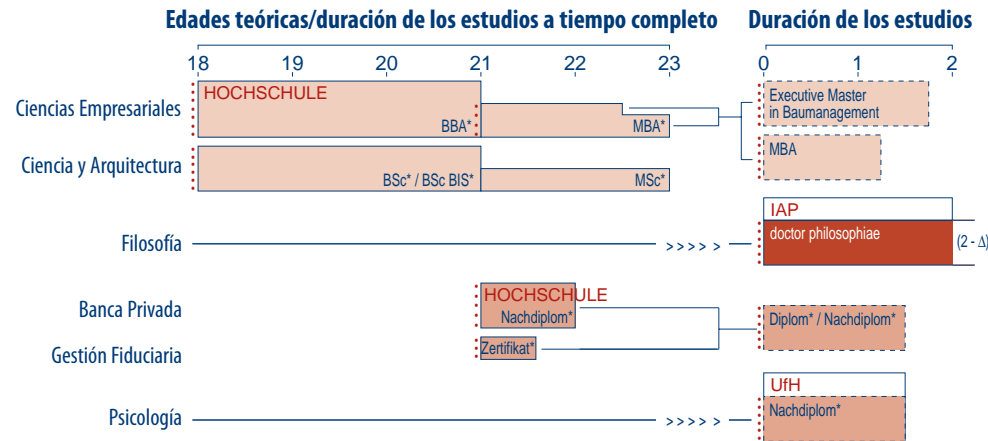 Edades teóricas/duración de los estudios a tiempo completo
Duración de los estudios
18 19 20 21 22 23
0 1 2
Ciencias Empresariales
HOCHSCHULE
BBA*
MBA*
Executive Master
in Baumanagement
MBA
Ciencia y Arquitectura
BSc* / BSc BIS*
MSc*
Filosofía
> > > > >
IAP
doctor philosophiae
(2 - Δ)
Banca Privada
HOCHSCHULE
Nachdiplom*
Diplom* / Nachdiplom*
Gestión Fiduciaria
Zertifikat*
Psicología
> > > > >
UfH
Nachdiplom*